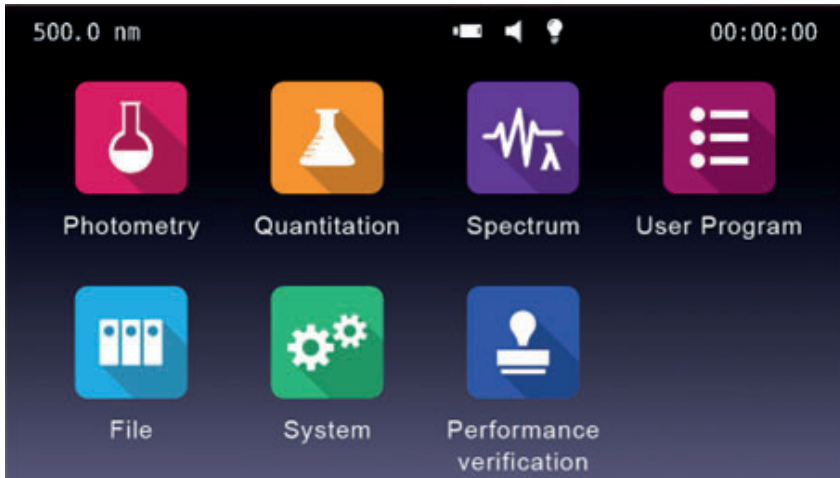 500.0 nm 00:00:00
λ
Photometry Quantitation Spectrum User Program
File System Performance
verification